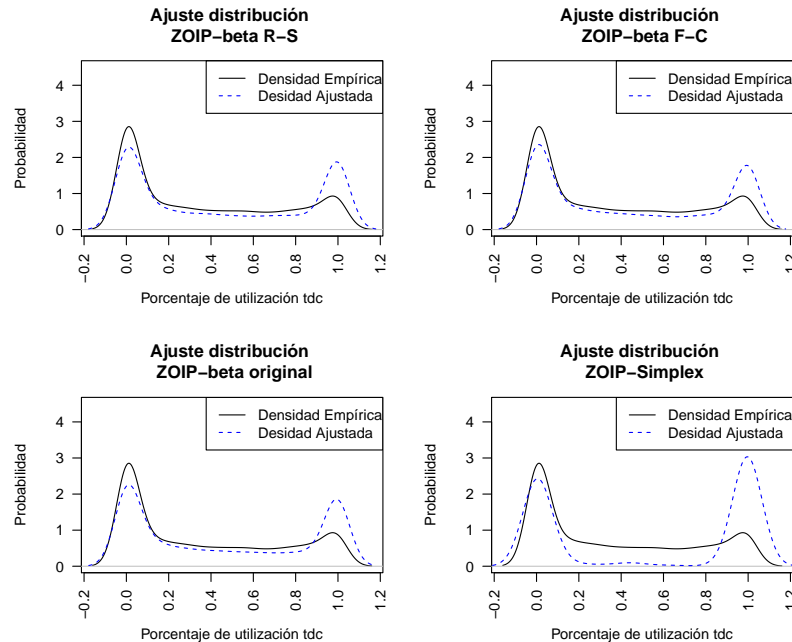 Ajuste distribución
ZOIP−beta R−S
Densidad Empírica
Desidad Ajustada
Probabilidad
4
3
2
1
0
−0.2
0.0
0.2
0.4
0.6
0.8
1.0
1.2
Porcentaje de utilización tdc
Ajuste distribución
ZOIP−beta F−C
Densidad Empírica
Desidad Ajustada
Probabilidad
4
3
2
1
0
−0.2
0.0
0.2
0.4
0.6
0.8
1.0
1.2
Porcentaje de utilización tdc
Ajuste distribución
ZOIP−beta original
Densidad Empírica
Desidad Ajustada
Probabilidad
4
3
2
1
0
−0.2
0.0
0.2
0.4
0.6
0.8
1.0
1.2
Porcentaje de utilización tdc
Ajuste distribución
ZOIP−Simplex
Densidad Empírica
Desidad Ajustada
Probabilidad
4
3
2
1
0
−0.2
0.0
0.2
0.4
0.6
0.8
1.0
1.2
Porcentaje de utilización tdc